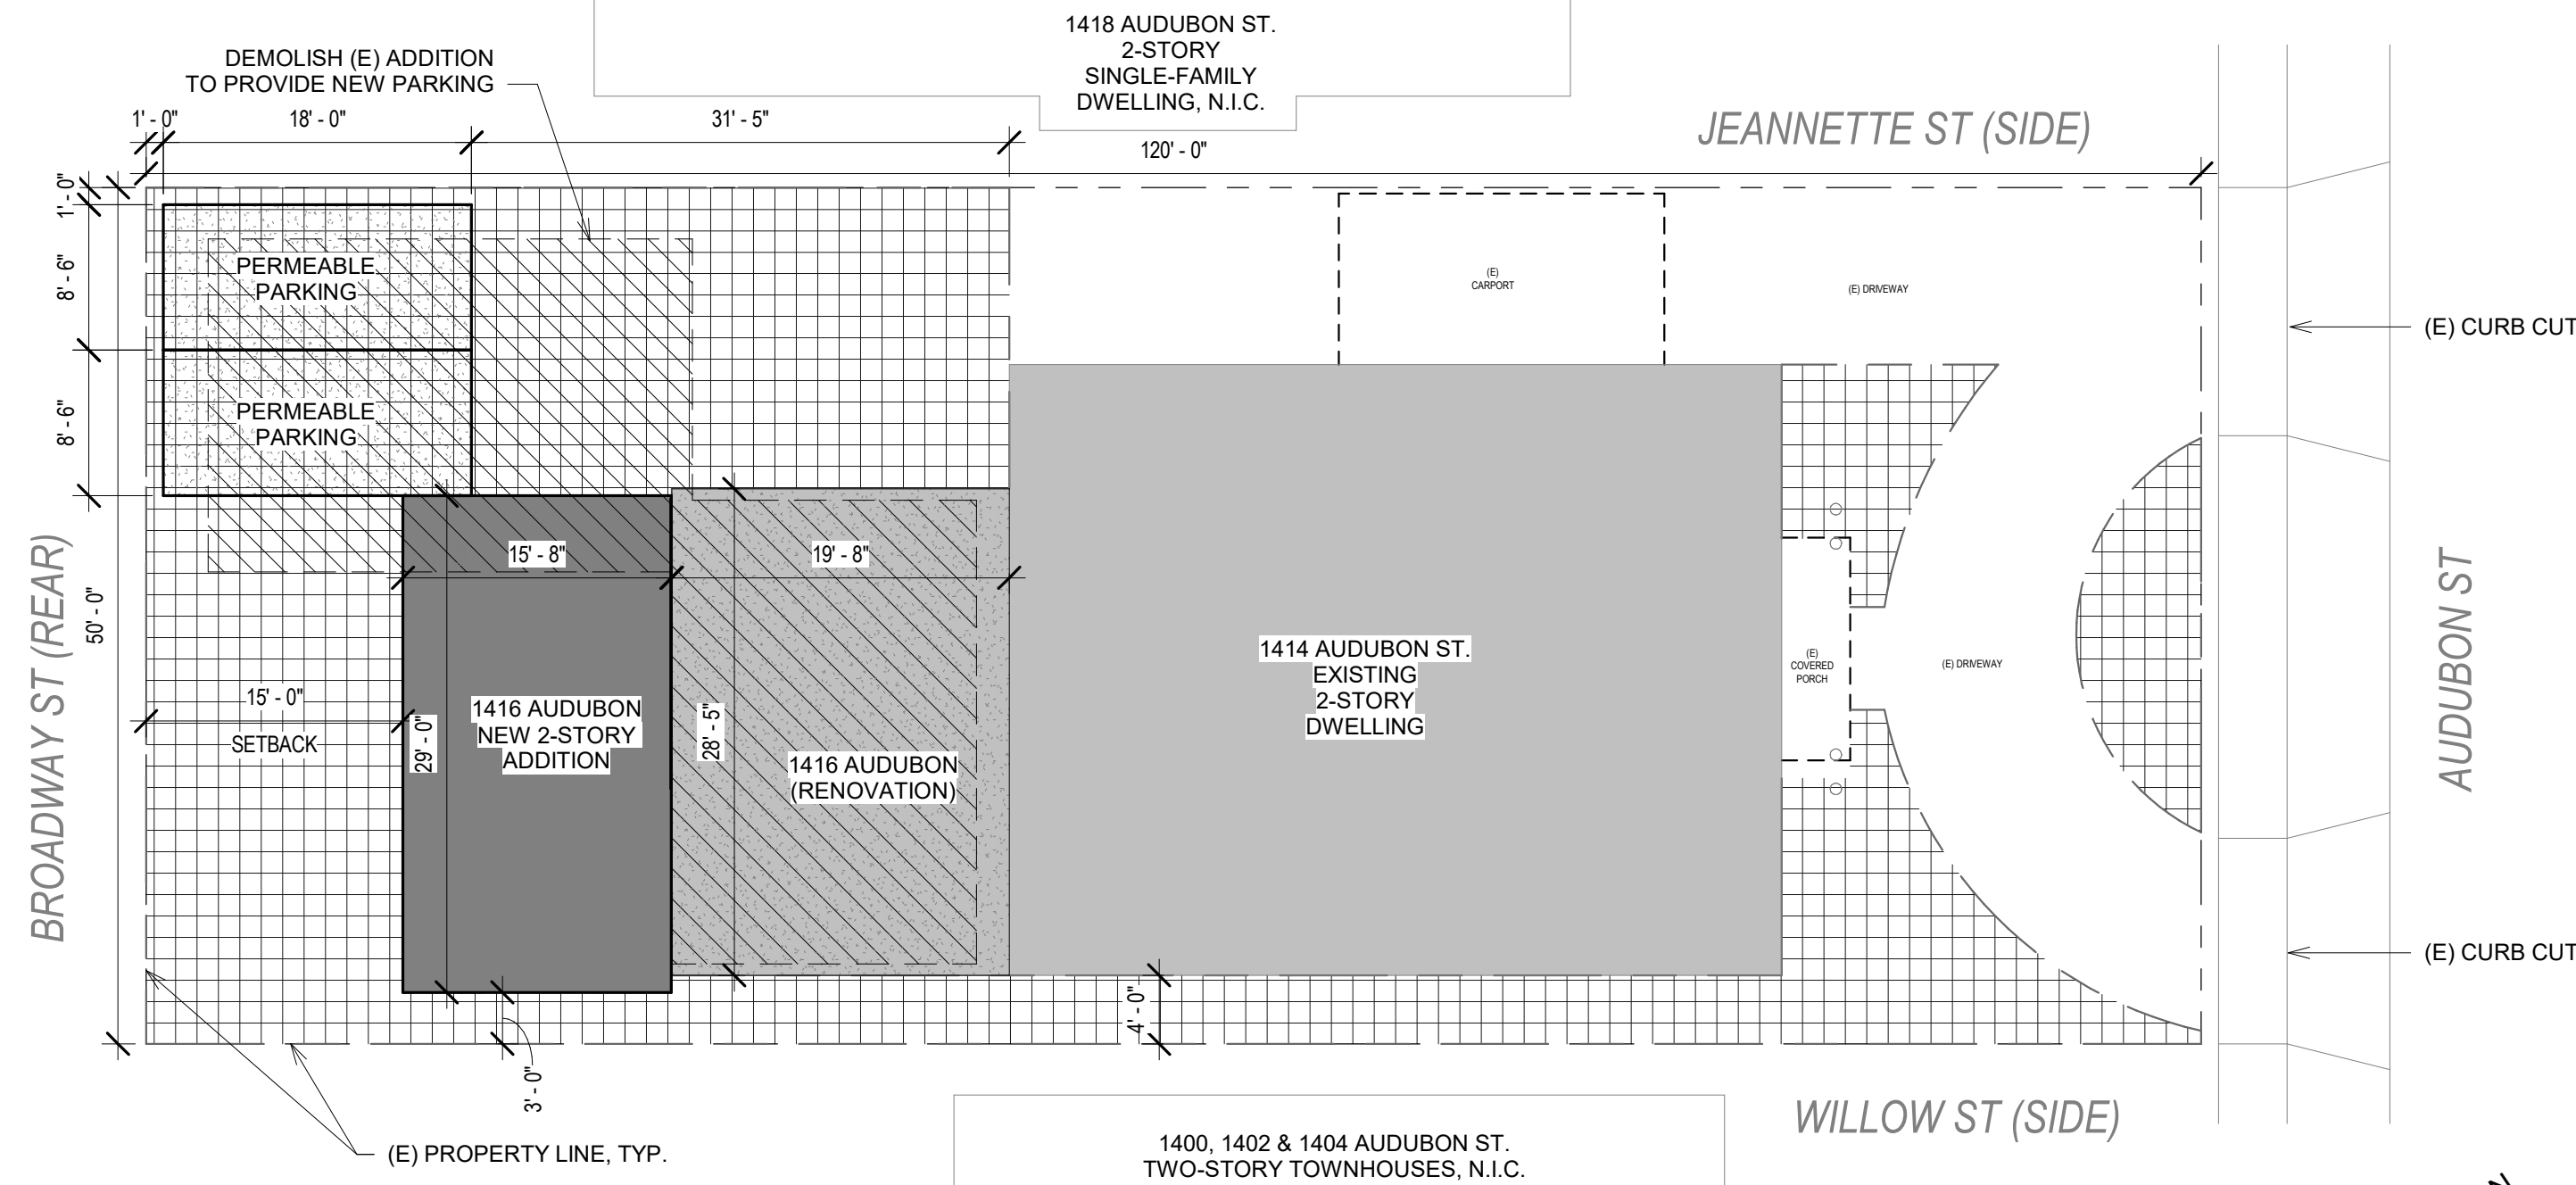 1418 AUDUBON ST.
2-STORY
SINGLE-FAMILY
DWELLING, N.I.C.
DEMOLISH (E) ADDITION
TO PROVIDE NEW PARKING
1' - 0"
18' - 0"
31' - 5"
120' - 0"
JEANNETTE ST (SIDE)
1' - 0"
8' - 6"
8' - 6"
50' - 0"
PERMEABLE
PARKING
PERMEABLE
PARKING
(E)
CARPORT
(E) DRIVEWAY
(E) CURB CUT
BROADWAY ST (REAR)
15' - 8"
19' - 8"
15' - 0"
SETBACK
29' - 0"
1416 AUDUBON
NEW 2-STORY
ADDITION
28' - 5"
1416 AUDUBON
(RENOVATION)
1414 AUDUBON ST.
EXISTING
2-STORY
DWELLING
(E)
COVERED
PORCH
(E) DRIVEWAY
AUDUBON ST
(E) CURB CUT
4' - 0"
3' - 0"
(E) PROPERTY LINE, TYP.
WILLOW ST (SIDE)
1400, 1402 & 1404 AUDUBON ST.
TWO-STORY TOWNHOUSES, N.I.C.